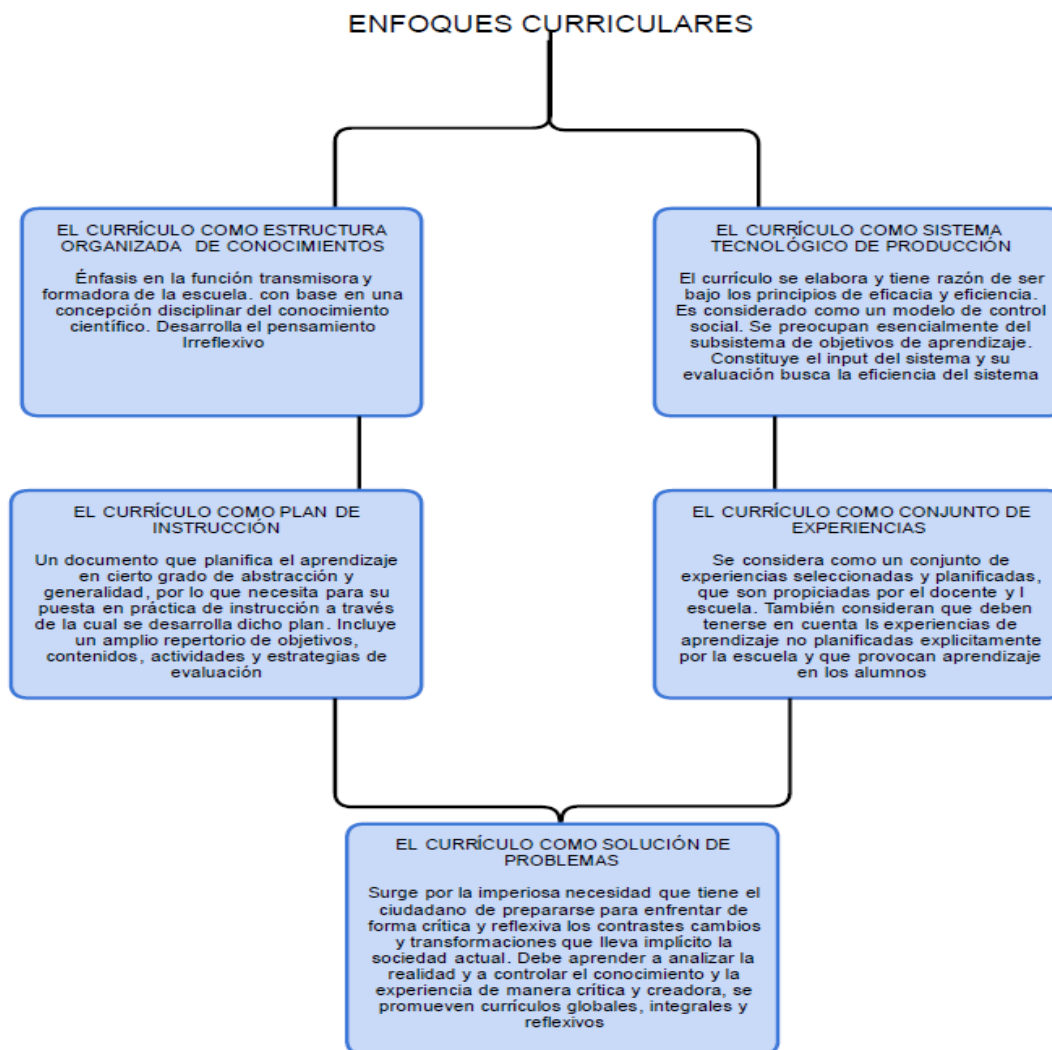 ENFOQUES CURRICULARES
EL CURRÍCULO COMO ESTRUCTURA
ORGANIZADA DE CONOCIMIENTOS
Énfasis en la función transmisora y
formadora de la escuela. con base en una
concepción disciplinar del conocimiento
científico. Desarrolla el pensamiento
Irreflexivo
EL CURRÍCULO COMO SISTEMA
TECNOLÓGICO DE PRODUCCIÓN
El currículo se elabora y tiene razón de ser
bajo los principios de eficacia y eficiencia.
Es considerado como un modelo de control
social. Se preocupan esencialmente del
subsistema de objetivos de aprendizaje.
Constituye el input del sistema y su
evaluación busca la eficiencia del sistema
EL CURRÍCULO COMO PLAN DE
INSTRUCCIÓN
Un documento que planifica el aprendizaje
en cierto grado de abstracción y
generalidad, por lo que necesita para su
puesta en práctica de instrucción a través
de la cual se desarrolla dicho plan. Incluye
un amplio repertorio de objetivos,
contenidos, actividades y estrategias de
evaluación
EL CURRÍCULO COMO CONJUNTO DE
EXPERIENCIAS
Se considera como un conjunto de
experiencias seleccionadas y planificadas,
que son propiciadas por el docente y l
escuela. También consideran que deben
tenerse en cuenta ls experiencias de
aprendizaje no planificadas explicitamente
por la escuela y que provocan aprendizaje
en los alumnos
EL CURRÍCULO COMO SOLUCIÓN DE
PROBLEMAS
Surge por la imperiosa necesidad que tiene el
ciudadano de prepararse para enfrentar de
forma crítica y reflexiva los contrastes cambios
y transformaciones que lleva implícito la
sociedad actual. Debe aprender a analizar la
realidad y a controlar el conocimiento y la
experiencia de manera crítica y creadora, se
promueven currículos globales, integrales y
reflexivos